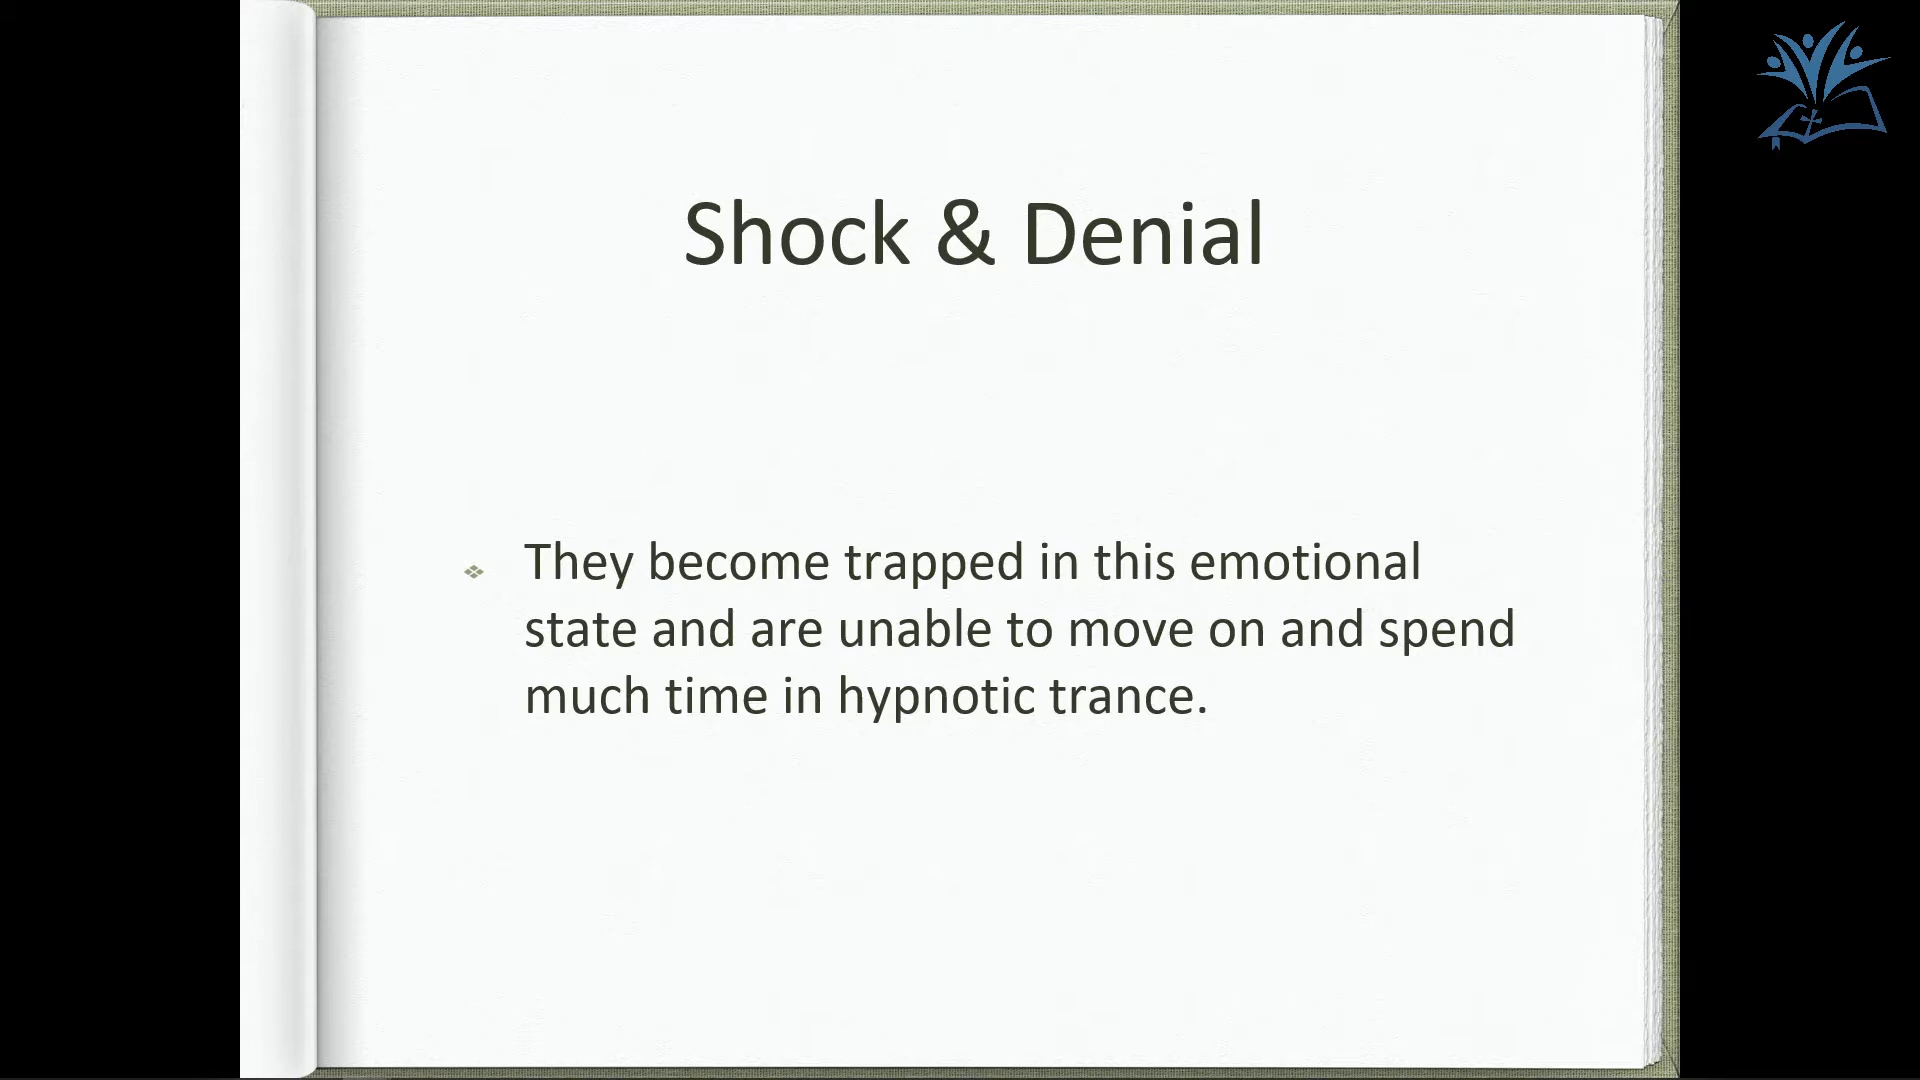 Shock & Denial
They become trapped in this emotional
state and are unable to move on and spend
much time in hypnotic trance.